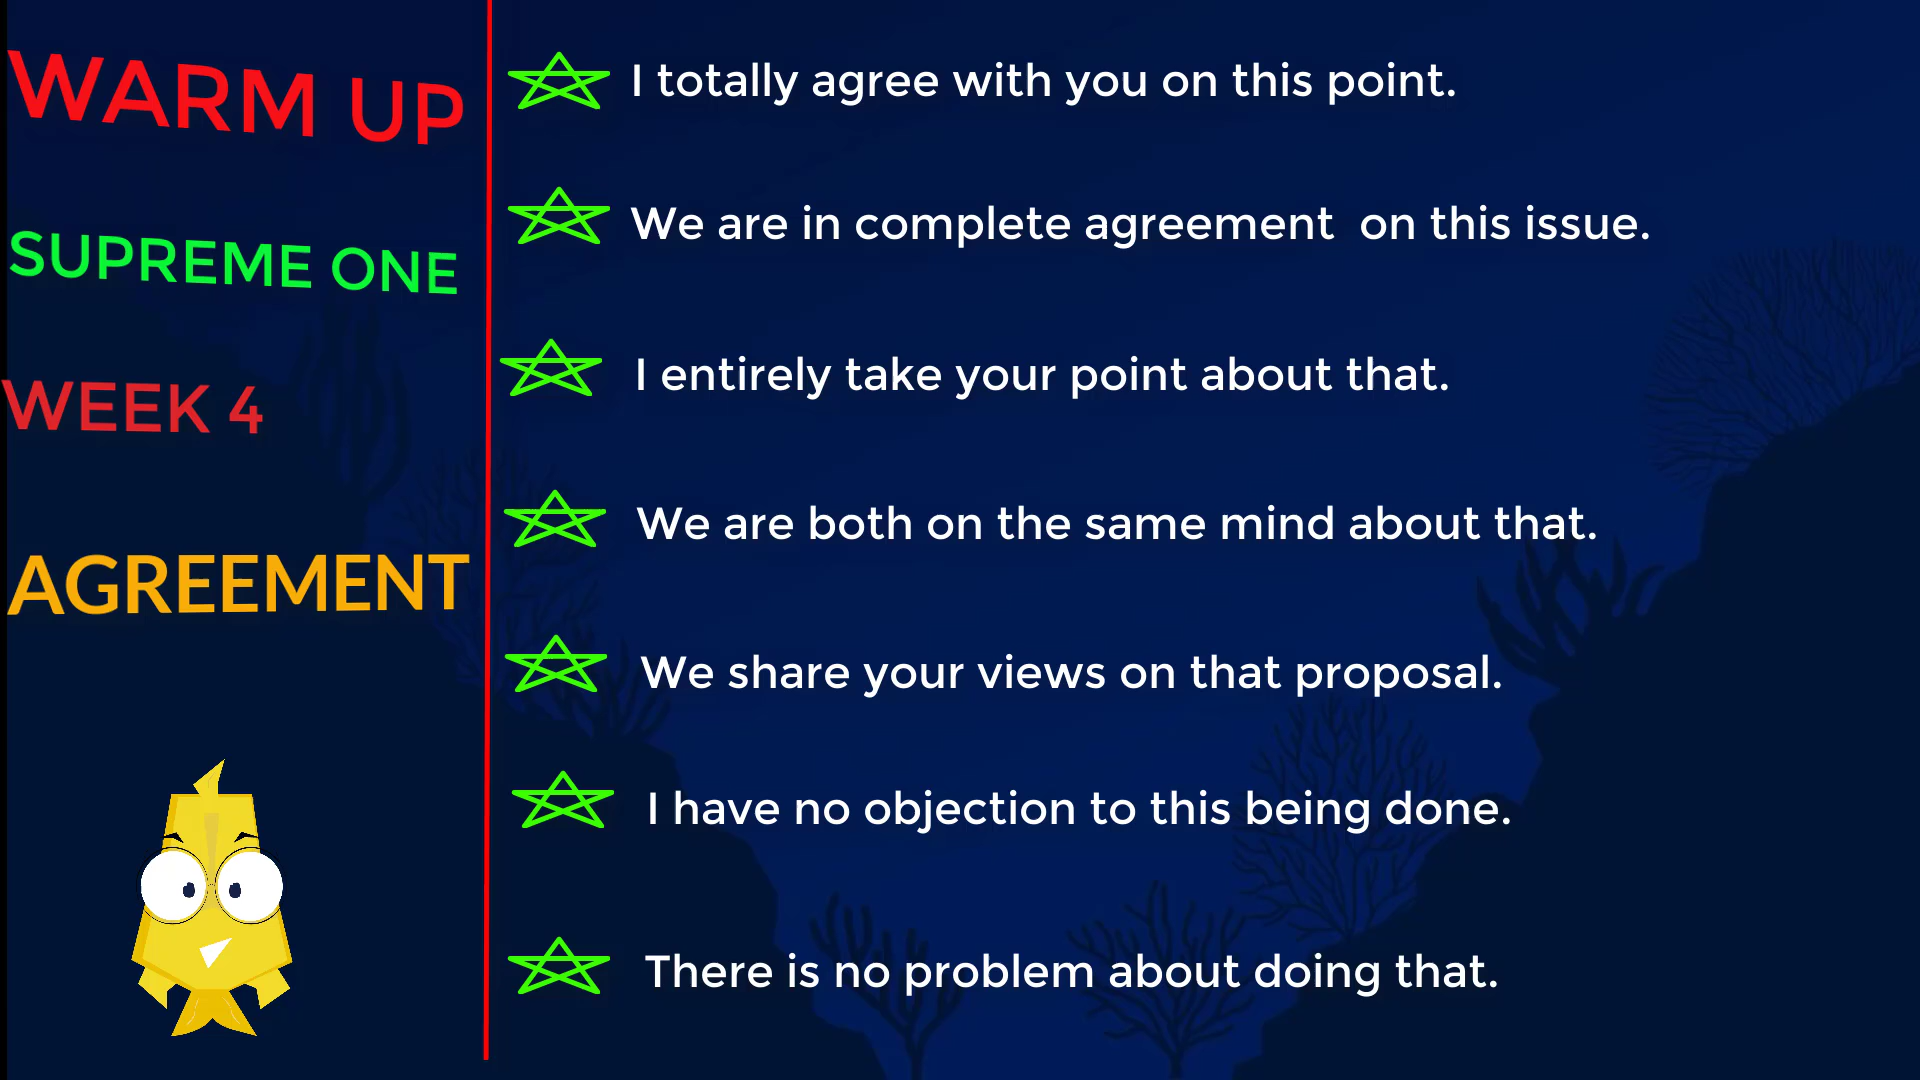 WARM UP
SUPREME ONE
WEEK 4
AGREEMENT
I totally agree with you on this point.
We are in complete agreement  on this issue.
I entirely take your point about that.
We are both on the same mind about that.
We share your views on that proposal.
I have no objection to this being done.
There is no problem about doing that.